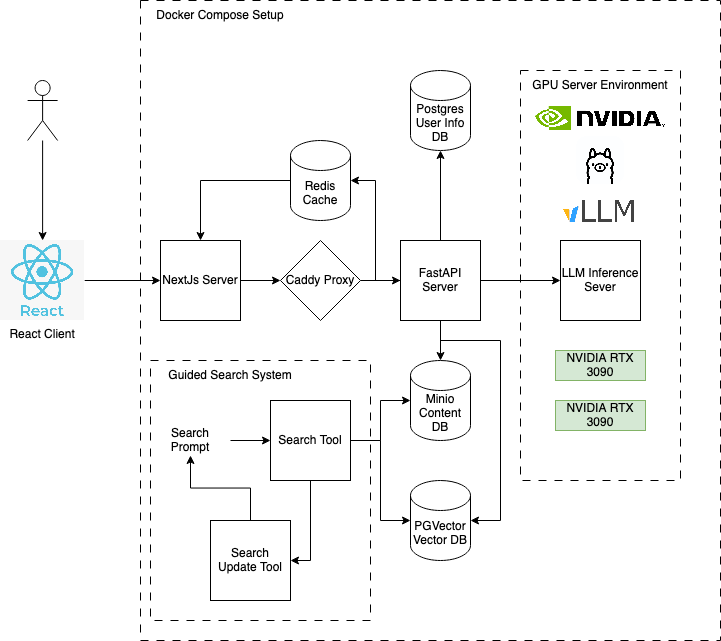 Docker Compose Setup
GPU Server Environment
NVIDIA
vLLM
Postgres
User Info
DB
Redis
Cache
React
React Client
NextJs Server
Caddy Proxy
FastAPI
Server
LLM Inference
Sever
NVIDIA RTX
3090
NVIDIA RTX
3090
Guided Search System
Search
Prompt
Search Tool
Search
Update Tool
Minio
Content
DB
PGVector
Vector DB